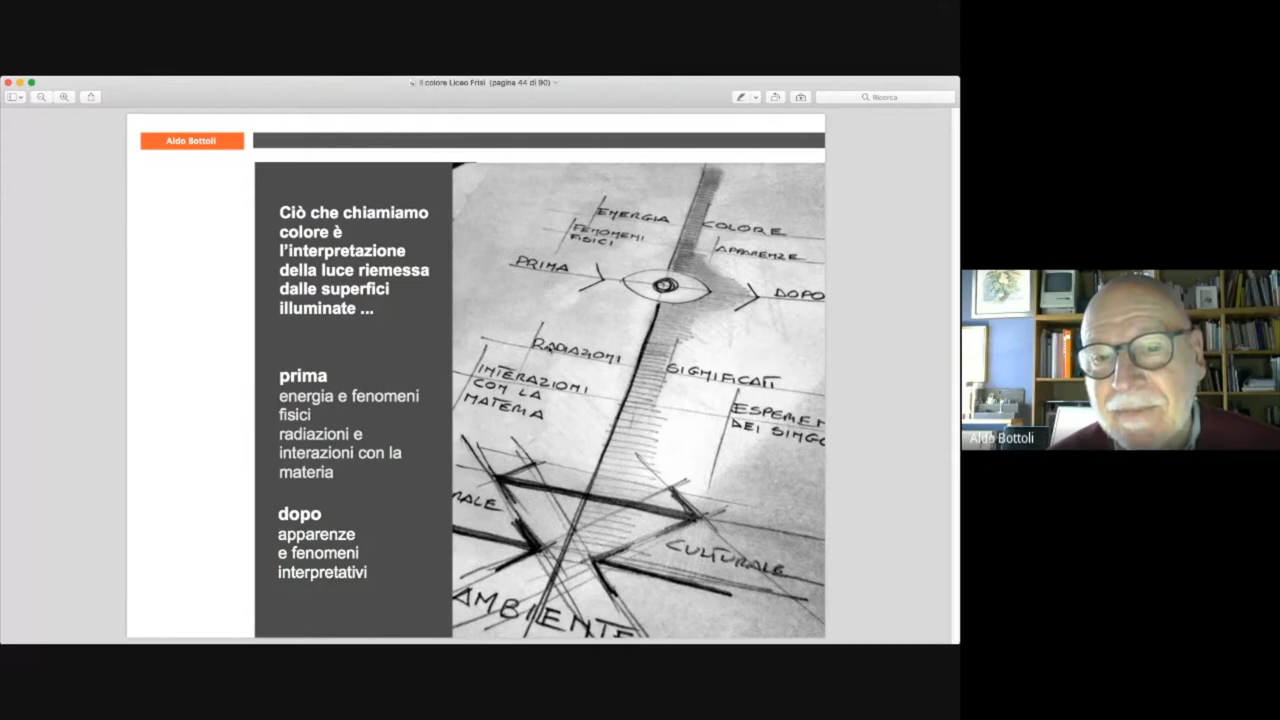 Il colore Liceo Frisi (pagina 44 di 90)
Ricerca
Aldo Bottoli
Ciò che chiamiamo
colore è
l'interpretazione
della luce riemessa
dalle superfici
illuminate ...
prima
energia e fenomeni
fisici
radiazioni e
interazioni con la
materia
dopo
apparenze
e fenomeni
interpretativi
ENERGIA
COLORE
FENOMENI
FISICI
APPARENZE
PRIMA
DOPO
RADIAZIONI
SIGNIFICATI
INTERAZIONI
CON LA
MATERIA
ESPERIEN
DEI SINGO
RALE
CULTURALE
AMBIENTE
Aldo Bottoli